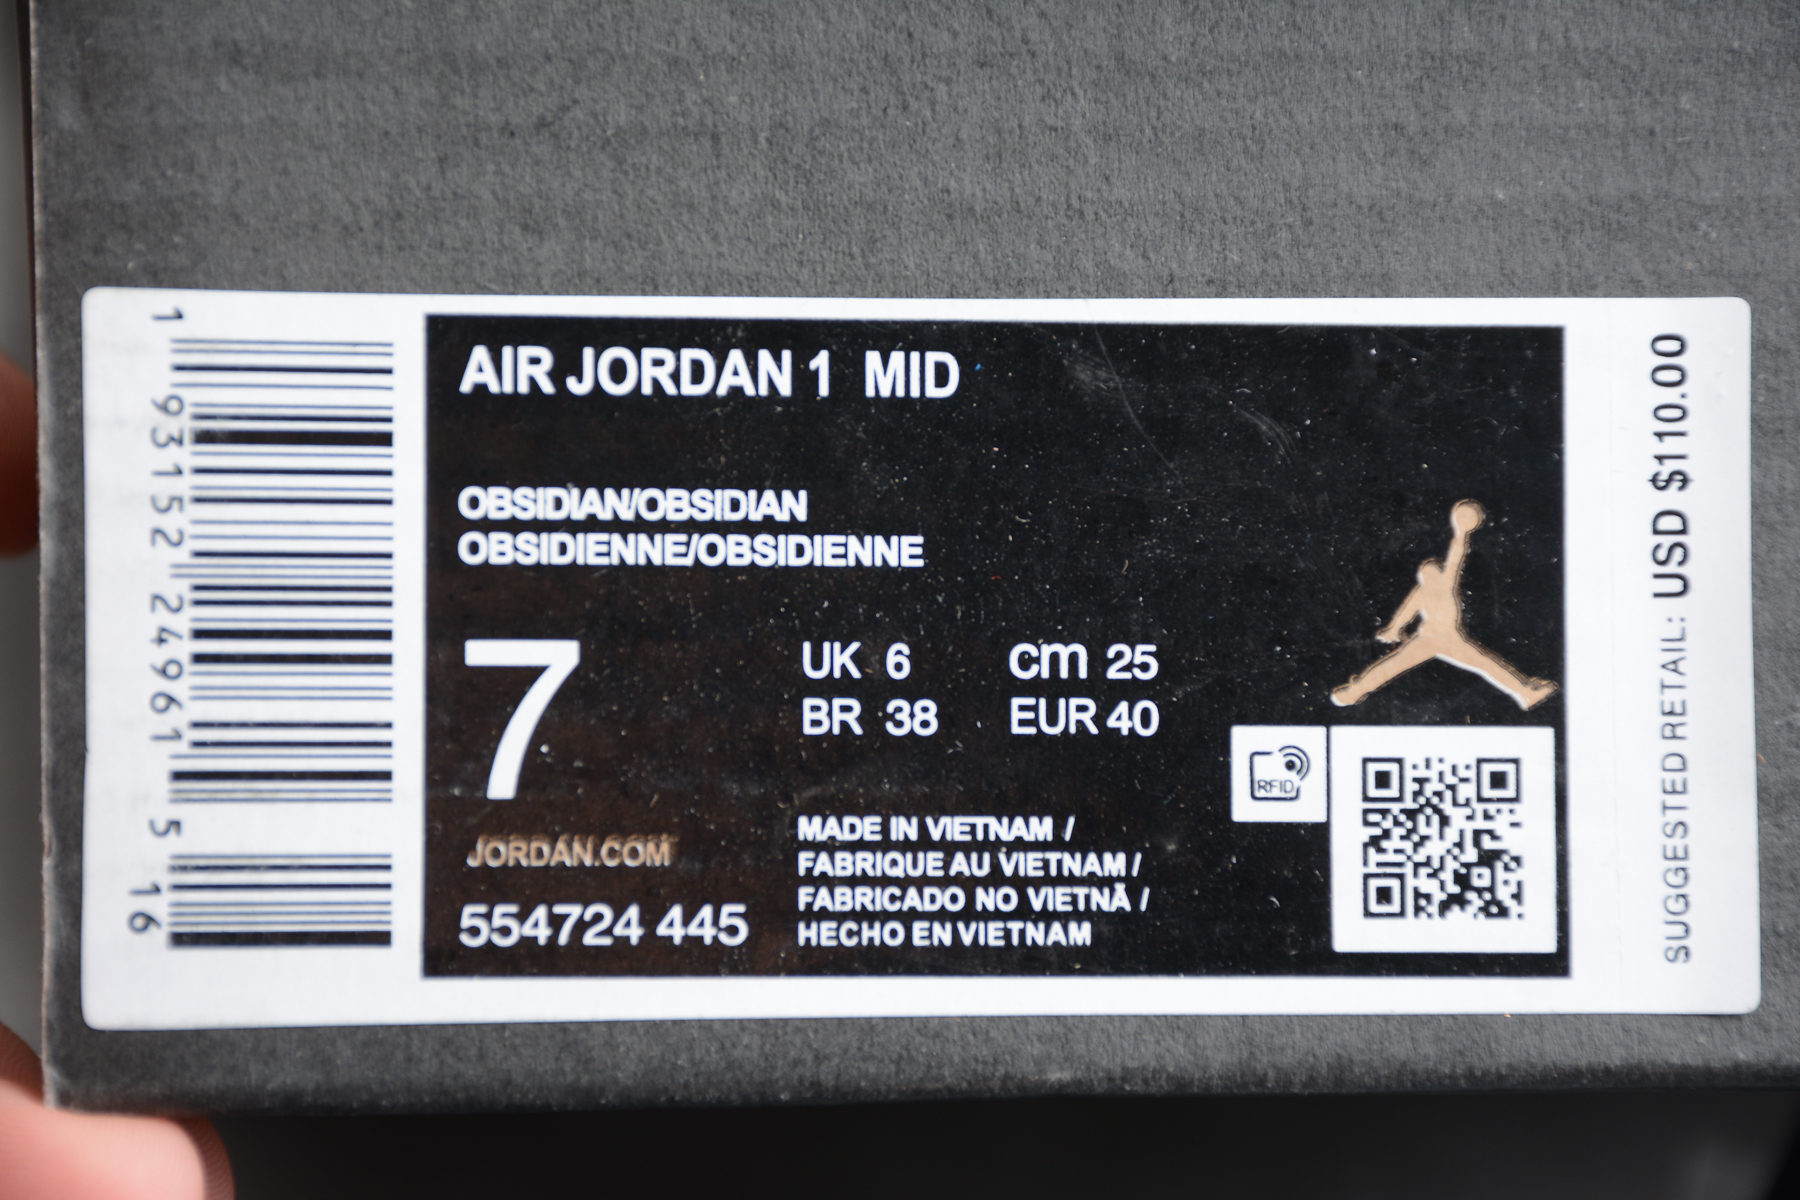 AIR JORDAN 1 MID
OBSIDIAN/OBSIDIAN
OBSIDIENNE/OBSIDIENNE
7
UK 6 cm 25
BR 38 EUR 40
JORDAN.COM
554724 445
MADE IN VIETNAM /
FABRIQUE AU VIETNAM /
FABRICADO NO VIETNÃ /
HECHO EN VIETNAM
RFID
SUGGESTED RETAIL: USD $110.00
1 93152 24961 5 16